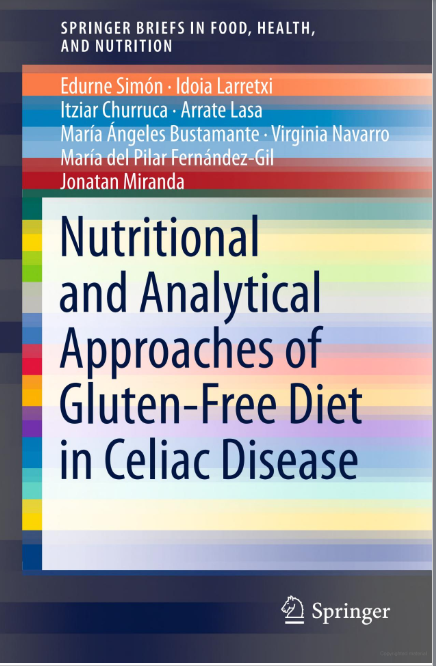 SPRINGER BRIEFS IN FOOD, HEALTH,
AND NUTRITION
Edurne Simón · Idoia Larretxi
Itziar Churruca · Arrate Lasa
María Ángeles Bustamante · Virginia Navarro
María del Pilar Fernández-Gil
Jonatan Miranda
Nutritional
and Analytical
Approaches of
Gluten-Free Diet
in Celiac Disease
Springer